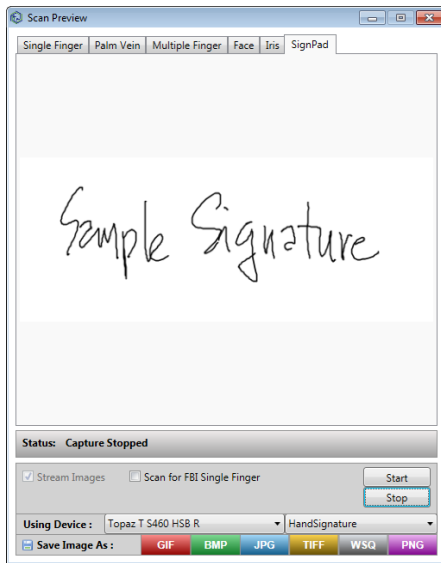 Scan Preview
Single Finger Palm Vein Multiple Finger Face Iris SignPad
Sample Signature
Status: Capture Stopped
Stream Images Scan for FBI Single Finger Start
Stop
Using Device : Topaz T S460 HSB R HandSignature
Save Image As : GIF BMP JPG TIFF WSQ PNG